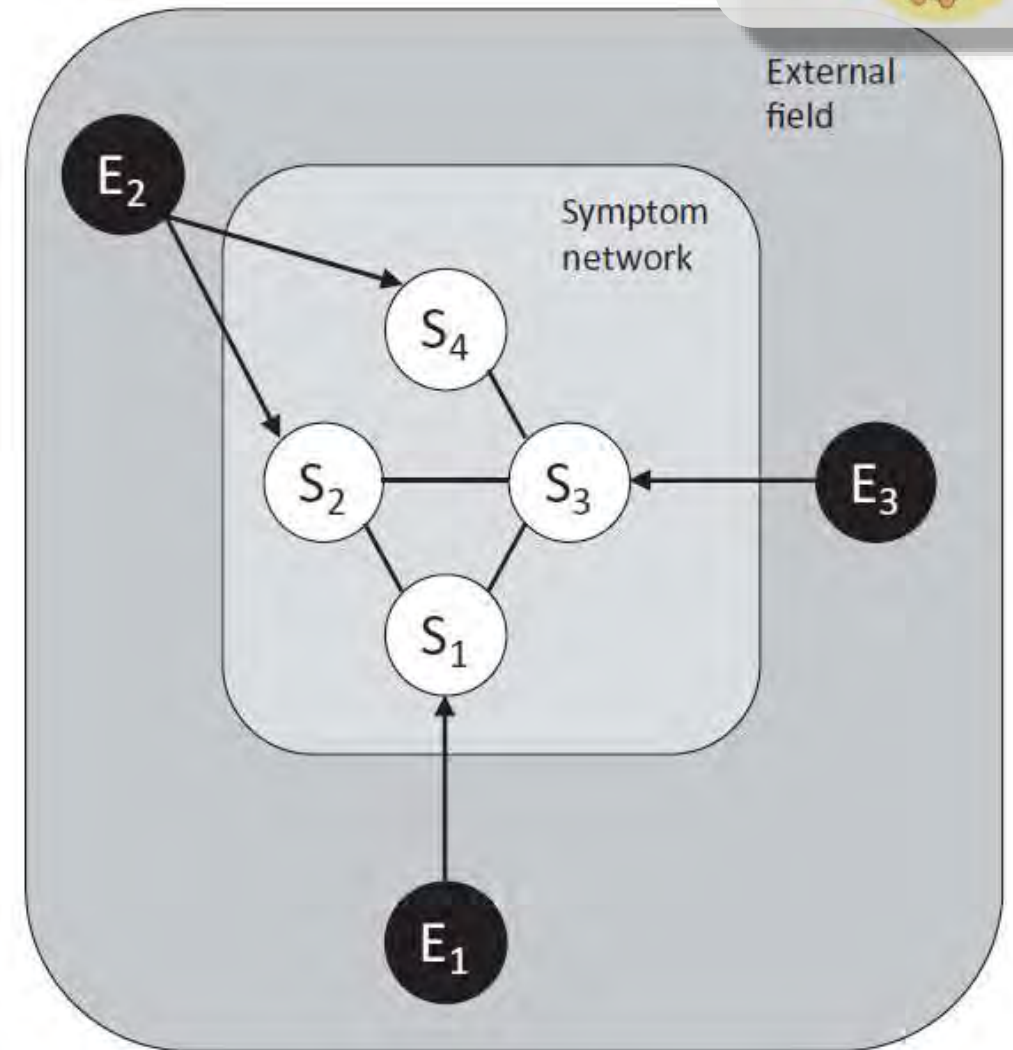 External
field
E₂
Symptom
network
S₄
S₂
S₃
E₃
S₁
E₁